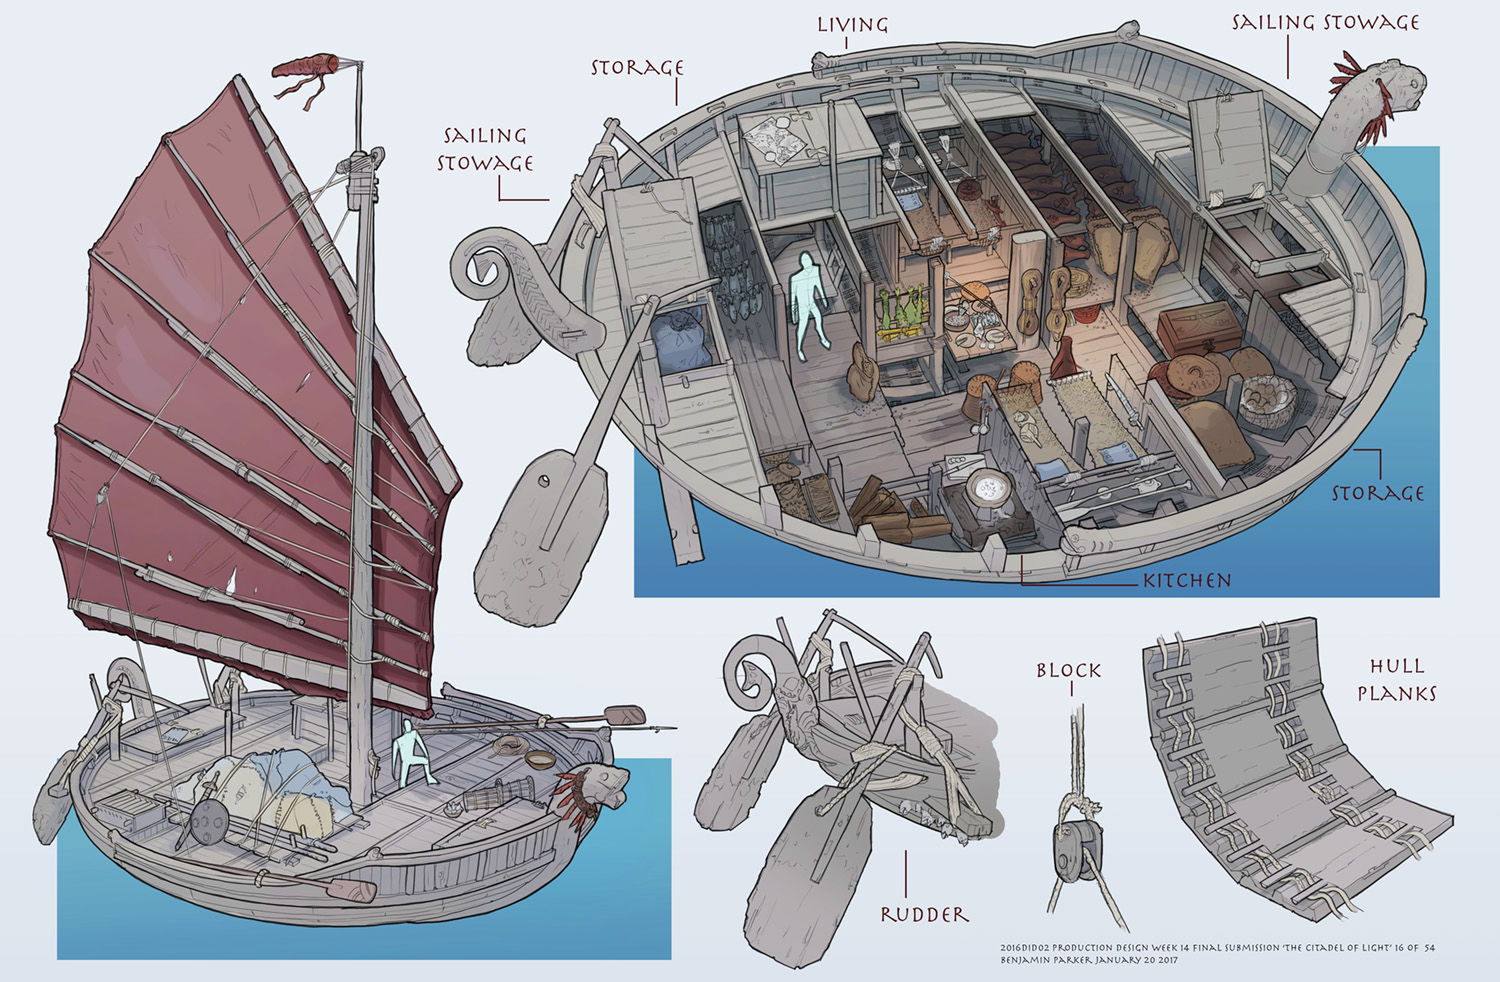 LIVING
SAILING STOWAGE
STORAGE
SAILING
STOWAGE
STORAGE
KITCHEN
BLOCK
HULL
PLANKS
RUDDER
2016DID02 PRODUCTION DESIGN WEEK 14 FINAL SUBMISSION 'THE CITADEL OF LIGHT' 16 OF 54
BENJAMIN PARKER JANUARY 20 2017